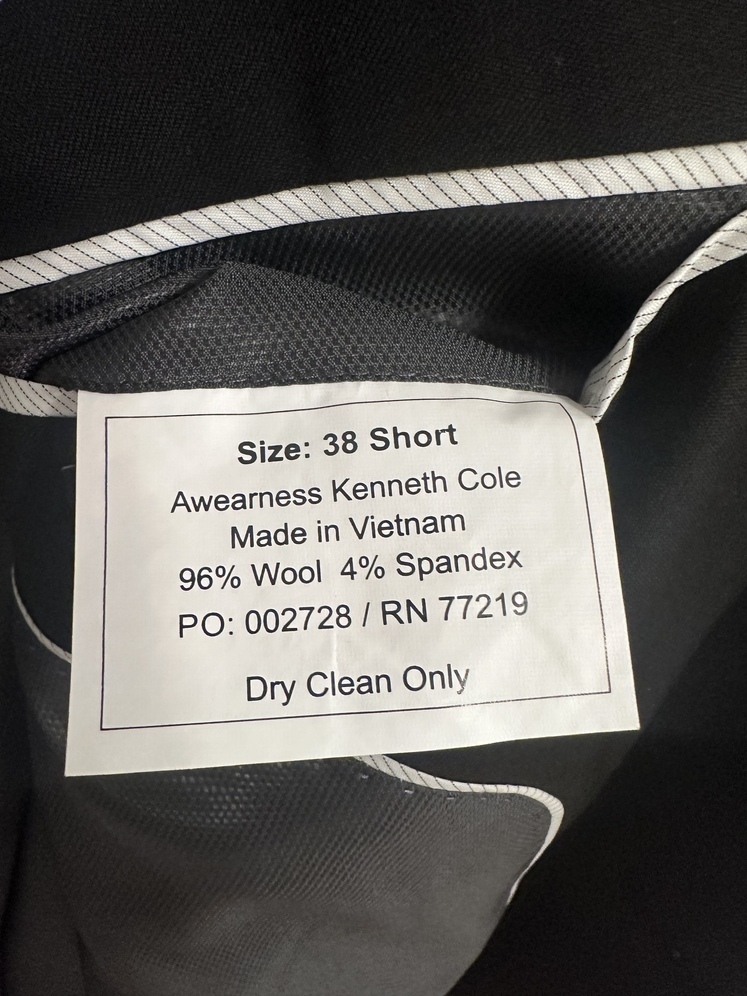 Size: 38 Short
Awearness Kenneth Cole
Made in Vietnam
96% Wool 4% Spandex
PO: 002728 / RN 77219
Dry Clean Only